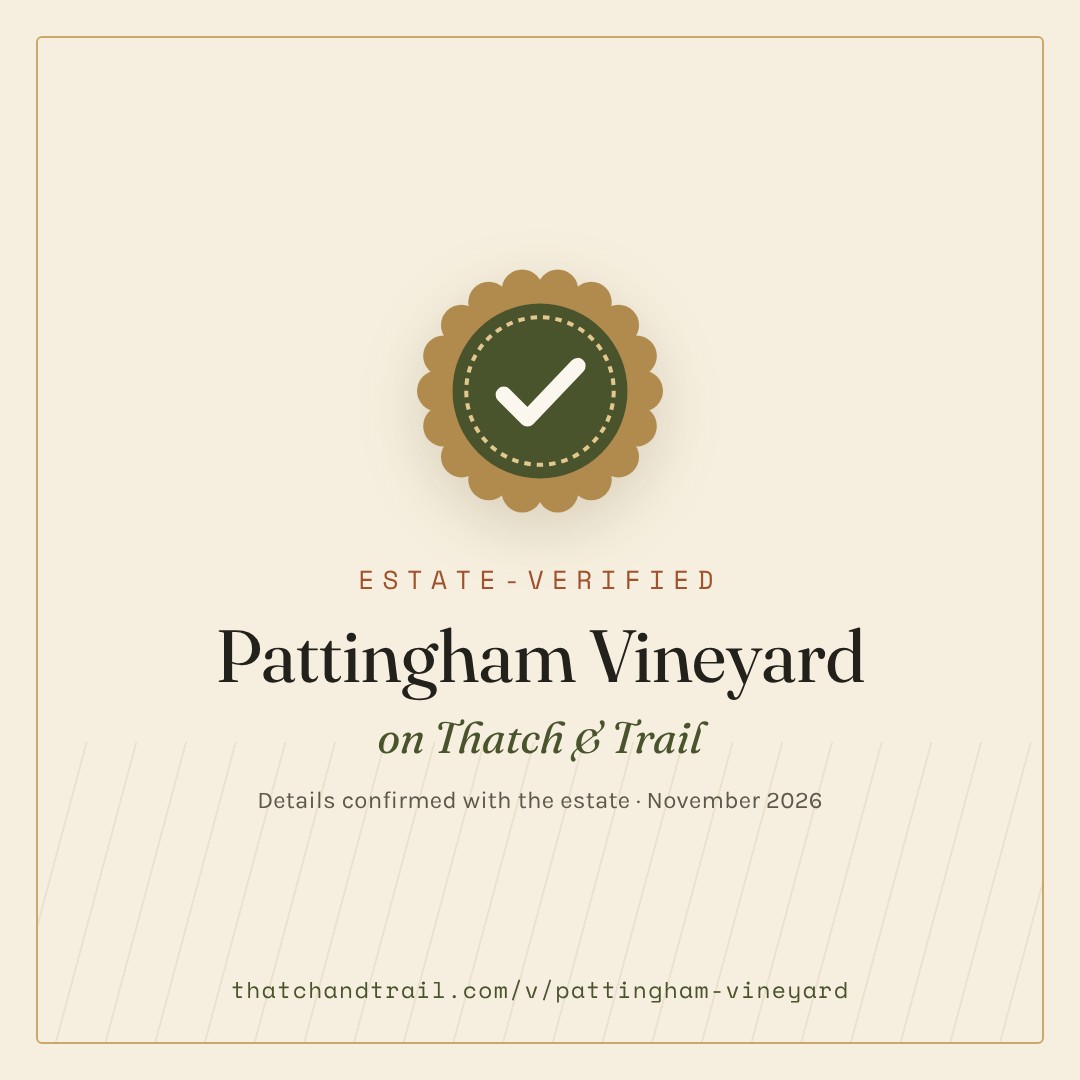 ESTATE-VERIFIED
Pattingham Vineyard
on Thatch & Trail
Details confirmed with the estate · November 2026
thatchandtrail.com/v/pattingham-vineyard